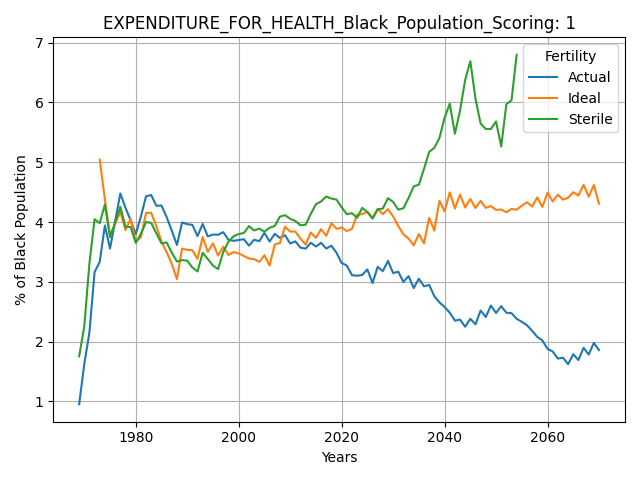 EXPENDITURE_FOR_HEALTH_Black_Population_Scoring: 1
Fertility
Actual
Ideal
Sterile
% of Black Population
7
6
5
4
3
2
1
1980 2000 2020 2040 2060
Years